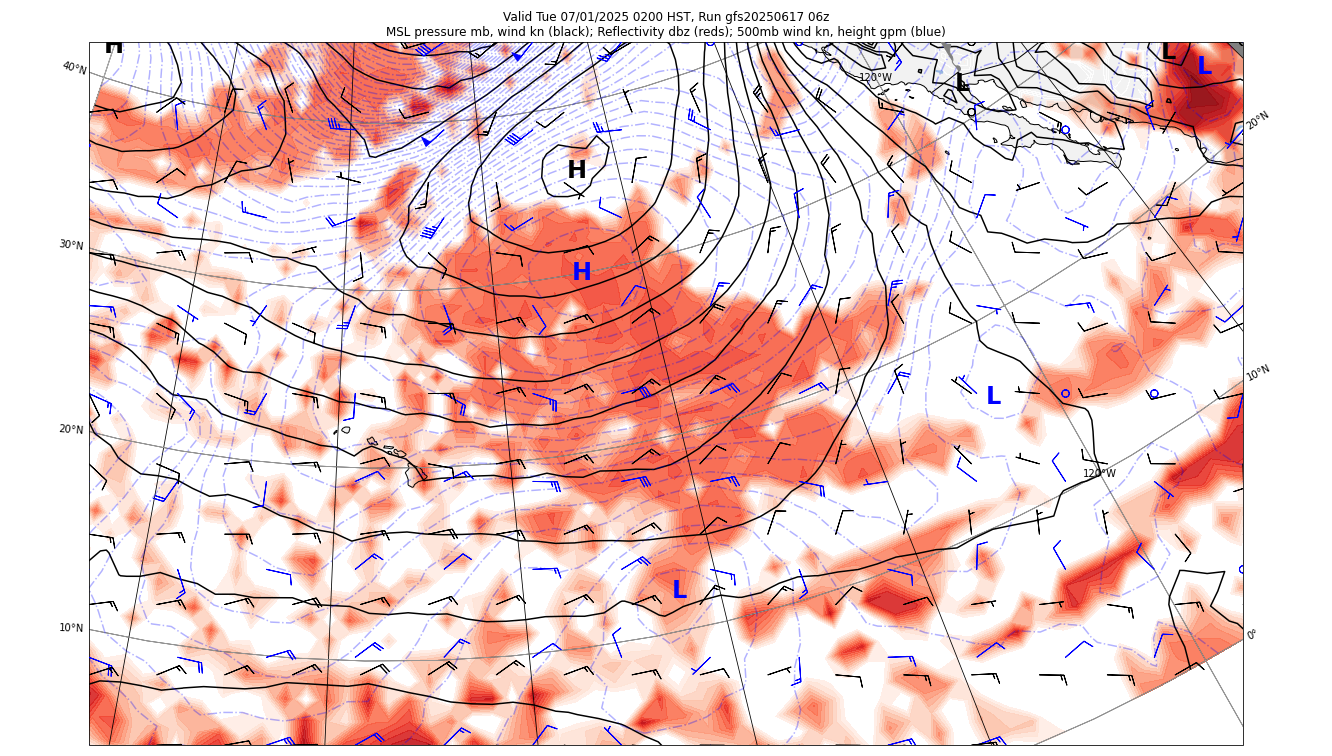 Valid Tue 07/01/2025 0200 HST, Run gfs20250617 06z
MSL pressure mb, wind kn (black); Reflectivity dbz (reds); 500mb wind kn, height gpm (blue)
H
L
L
40°N
120°W
L
20°N
H
30°N
H
10°N
L
20°N
120°W
L
10°N
0°